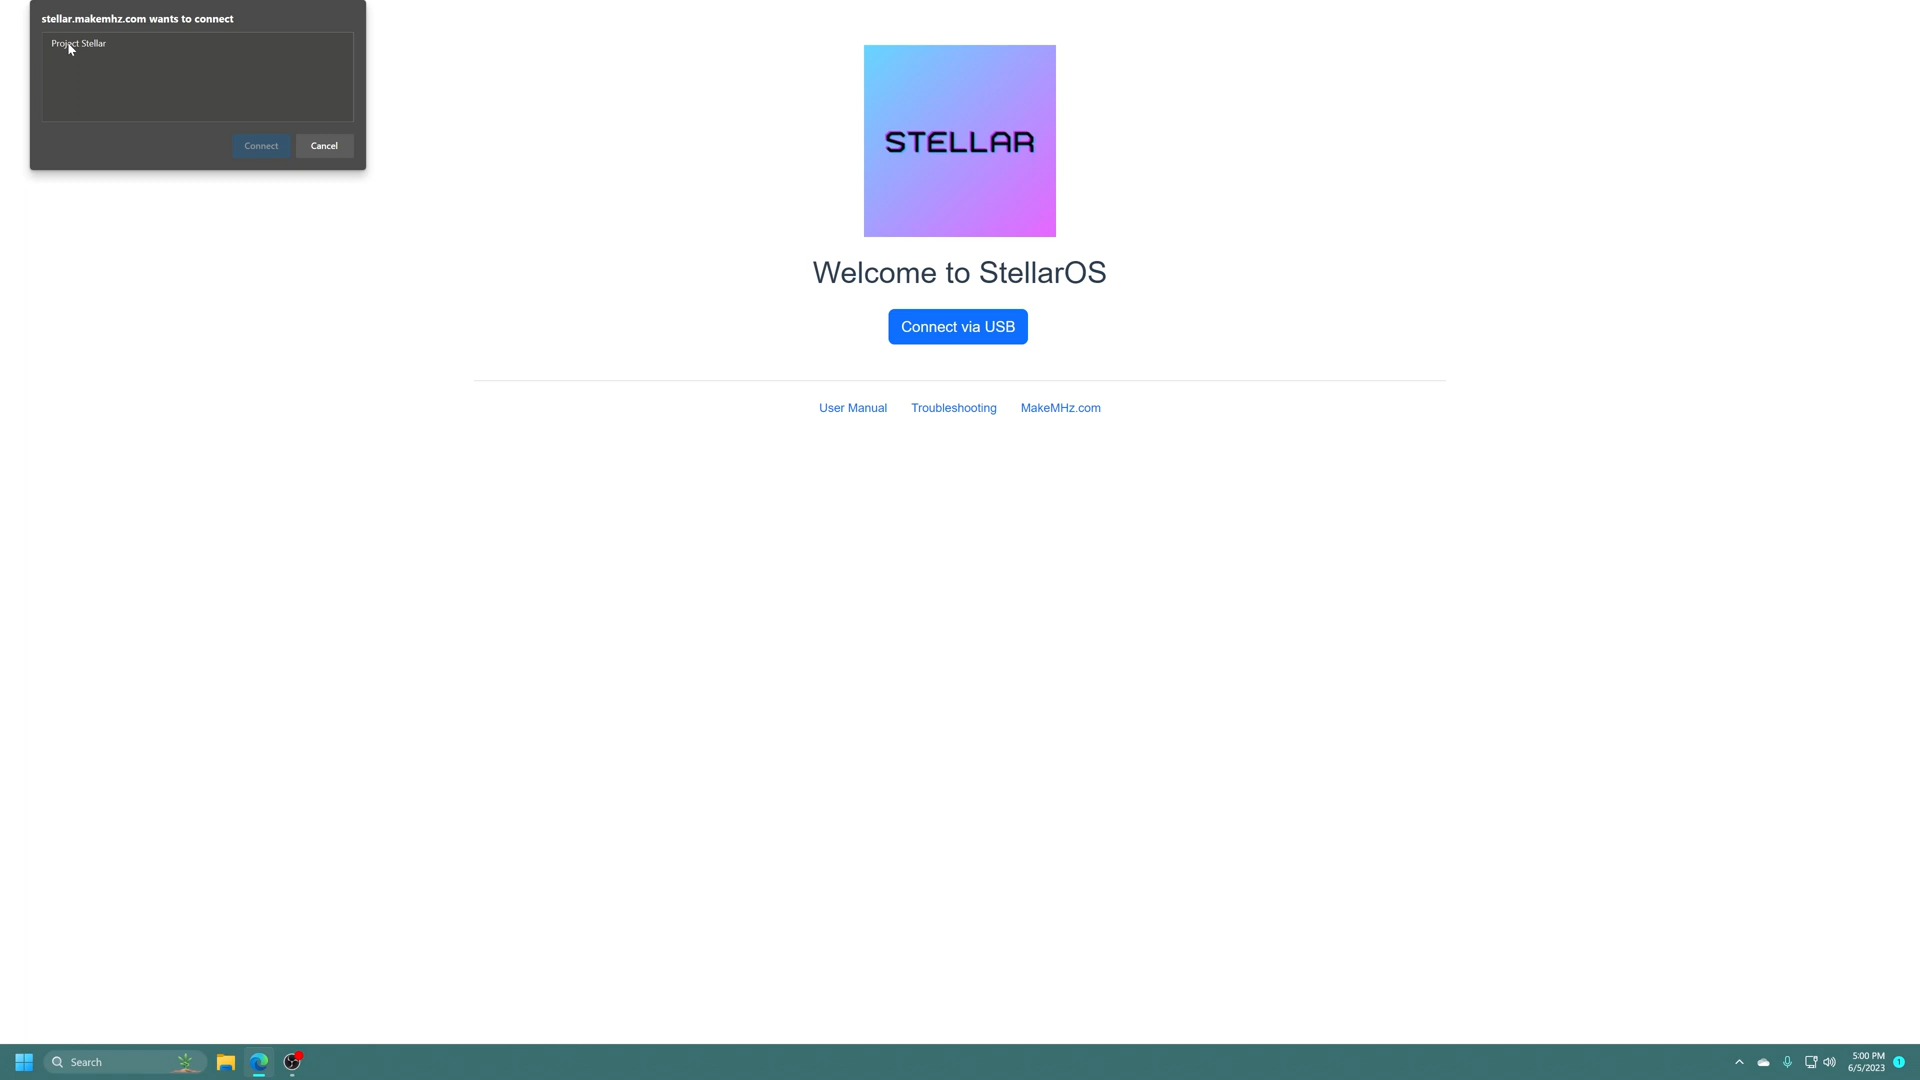 stellar.makemhz.com wants to connect
Project Stellar
Connect
Cancel
STELLAR
Welcome to StellarOS
Connect via USB
User Manual
Troubleshooting
MakeMHz.com
Search
5:00 PM
6/5/2023
1